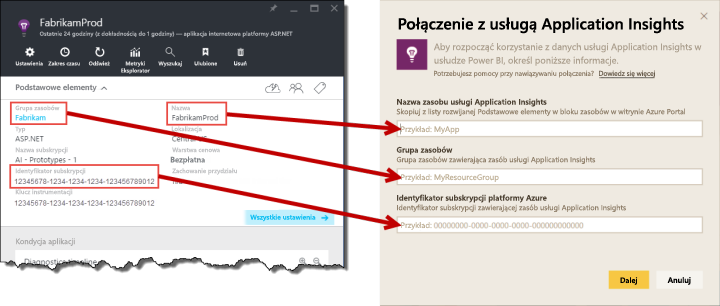 FabrikamProd
Ostatnie 24 godziny (z dokładnością do 1 godziny) — aplikacja internetowa platformy ASP.NET
Ustawienia
Zakres czasu
Odśwież
Metryki Eksplorator
Wyszukaj
Ulubione
Usuń
Podstawowe elementy
Grupa zasobów
Fabrikam
Nazwa
FabrikamProd
Typ
ASP.NET
Lokalizacja
Central US
Nazwa subskrypcji
AI - Prototypes - 1
Warstwa cenowa
Bezpłatna
Identyfikator subskrypcji
12345678-1234-1234-1234-123456789012
Zachowanie przydziału
Klucz instrumentacji
12345678-1234-1234-1234-123456789012
Wszystkie ustawienia →
Kondycja aplikacji
Połączenie z usługą Application Insights
Aby rozpocząć korzystanie z danych usługi Application Insights w
usłudze Power BI, określ poniższe informacje.
Potrzebujesz pomocy przy nawiązywaniu połączenia? Dowiedz się więcej
Nazwa zasobu usługi Application Insights
Skopiuj z listy rozwijanej Podstawowe elementy w bloku zasobów w witrynie Azure Portal
Przykład: MyApp
Grupa zasobów
Grupa zasobów zawierająca zasób usługi Application Insights
Przykład: MyResourceGroup
Identyfikator subskrypcji platformy Azure
Identyfikator subskrypcji zawierającej zasób usługi Application Insights
Przykład: 00000000-0000-0000-0000-000000000000
Dalej
Anuluj